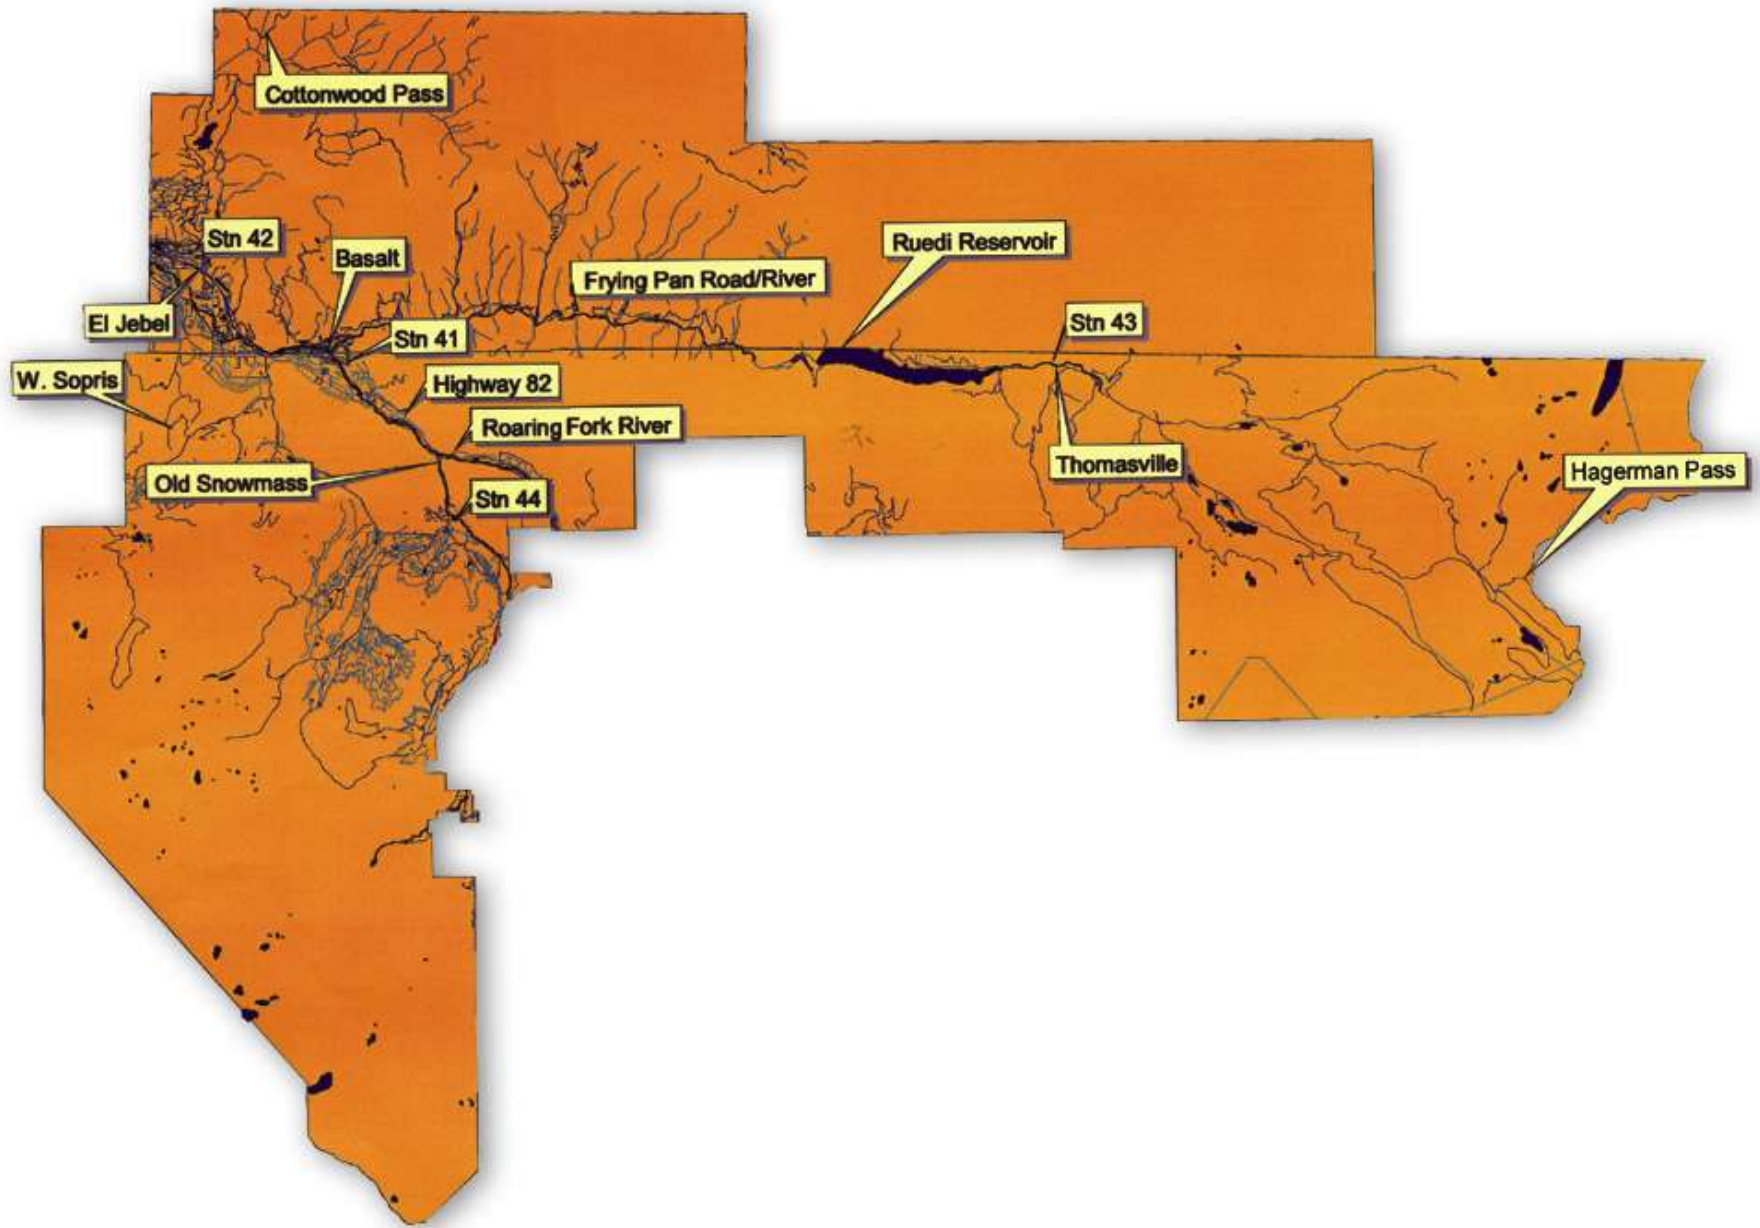 Cottonwood Pass
Stn 42
Basalt
Ruedi Reservoir
Frying Pan Road/River
El Jebel
Stn 41
Stn 43
W. Sopris
Highway 82
Roaring Fork River
Thomasville
Hagerman Pass
Old Snowmass
Stn 44